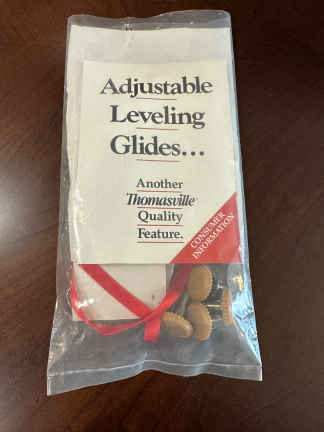 Adjustable
Leveling
Glides...
Another
Thomasville
Quality
Feature.
CONSUMER
INFORMATION